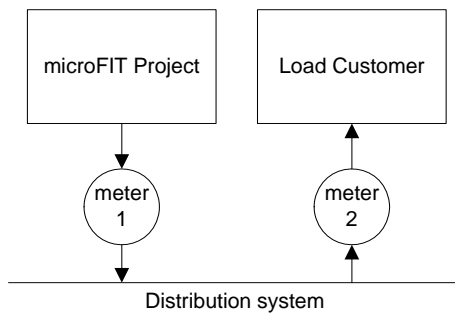 microFIT Project
Load Customer
meter
1
meter
2
Distribution system